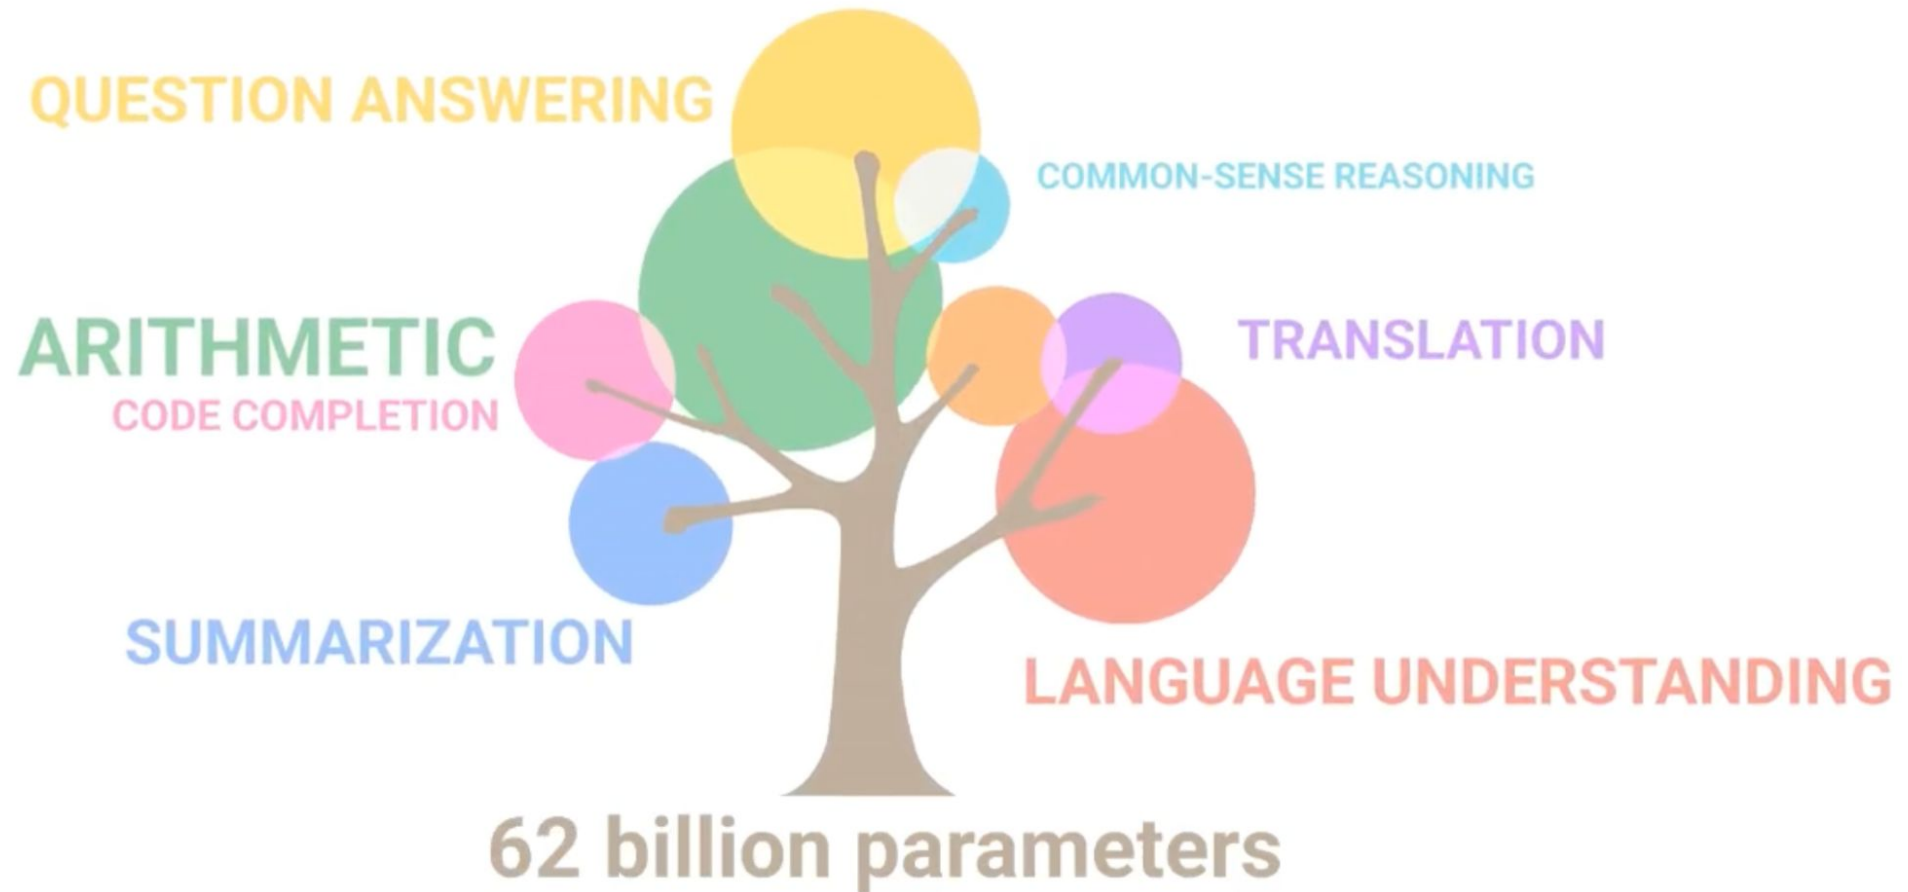 QUESTION ANSWERING
COMMON-SENSE REASONING
ARITHMETIC
CODE COMPLETION
TRANSLATION
SUMMARIZATION
LANGUAGE UNDERSTANDING
62 billion parameters